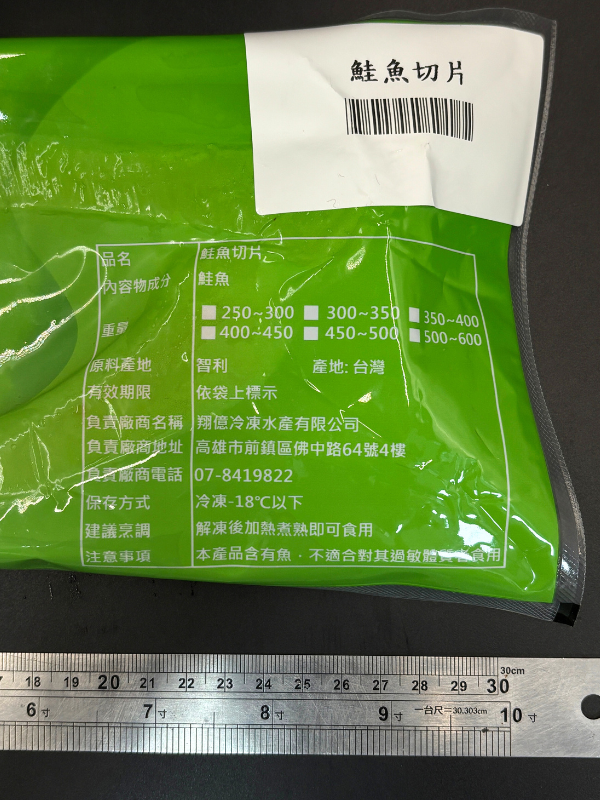 鮭魚切片
品名 鮭魚切片
內容物成分 鮭魚
重量 250~300 300~350 350~400
400~450 450~500 500~600
原料產地 智利 產地: 台灣
有效期限 依袋上標示
負責廠商名稱 翔億冷凍水產有限公司
負責廠商地址 高雄市前鎮區佛中路64號4樓
負責廠商電話 07-8419822
保存方式 冷凍-18℃以下
建議烹調 解凍後加熱煮熟即可食用
注意事項 本產品含有魚，不適合對其過敏體質者食用
30cm
18 19 20 21 22 23 24 25 26 27 28 29 30
6寸 7寸 8寸 9寸 一台尺=30.303cm 10寸